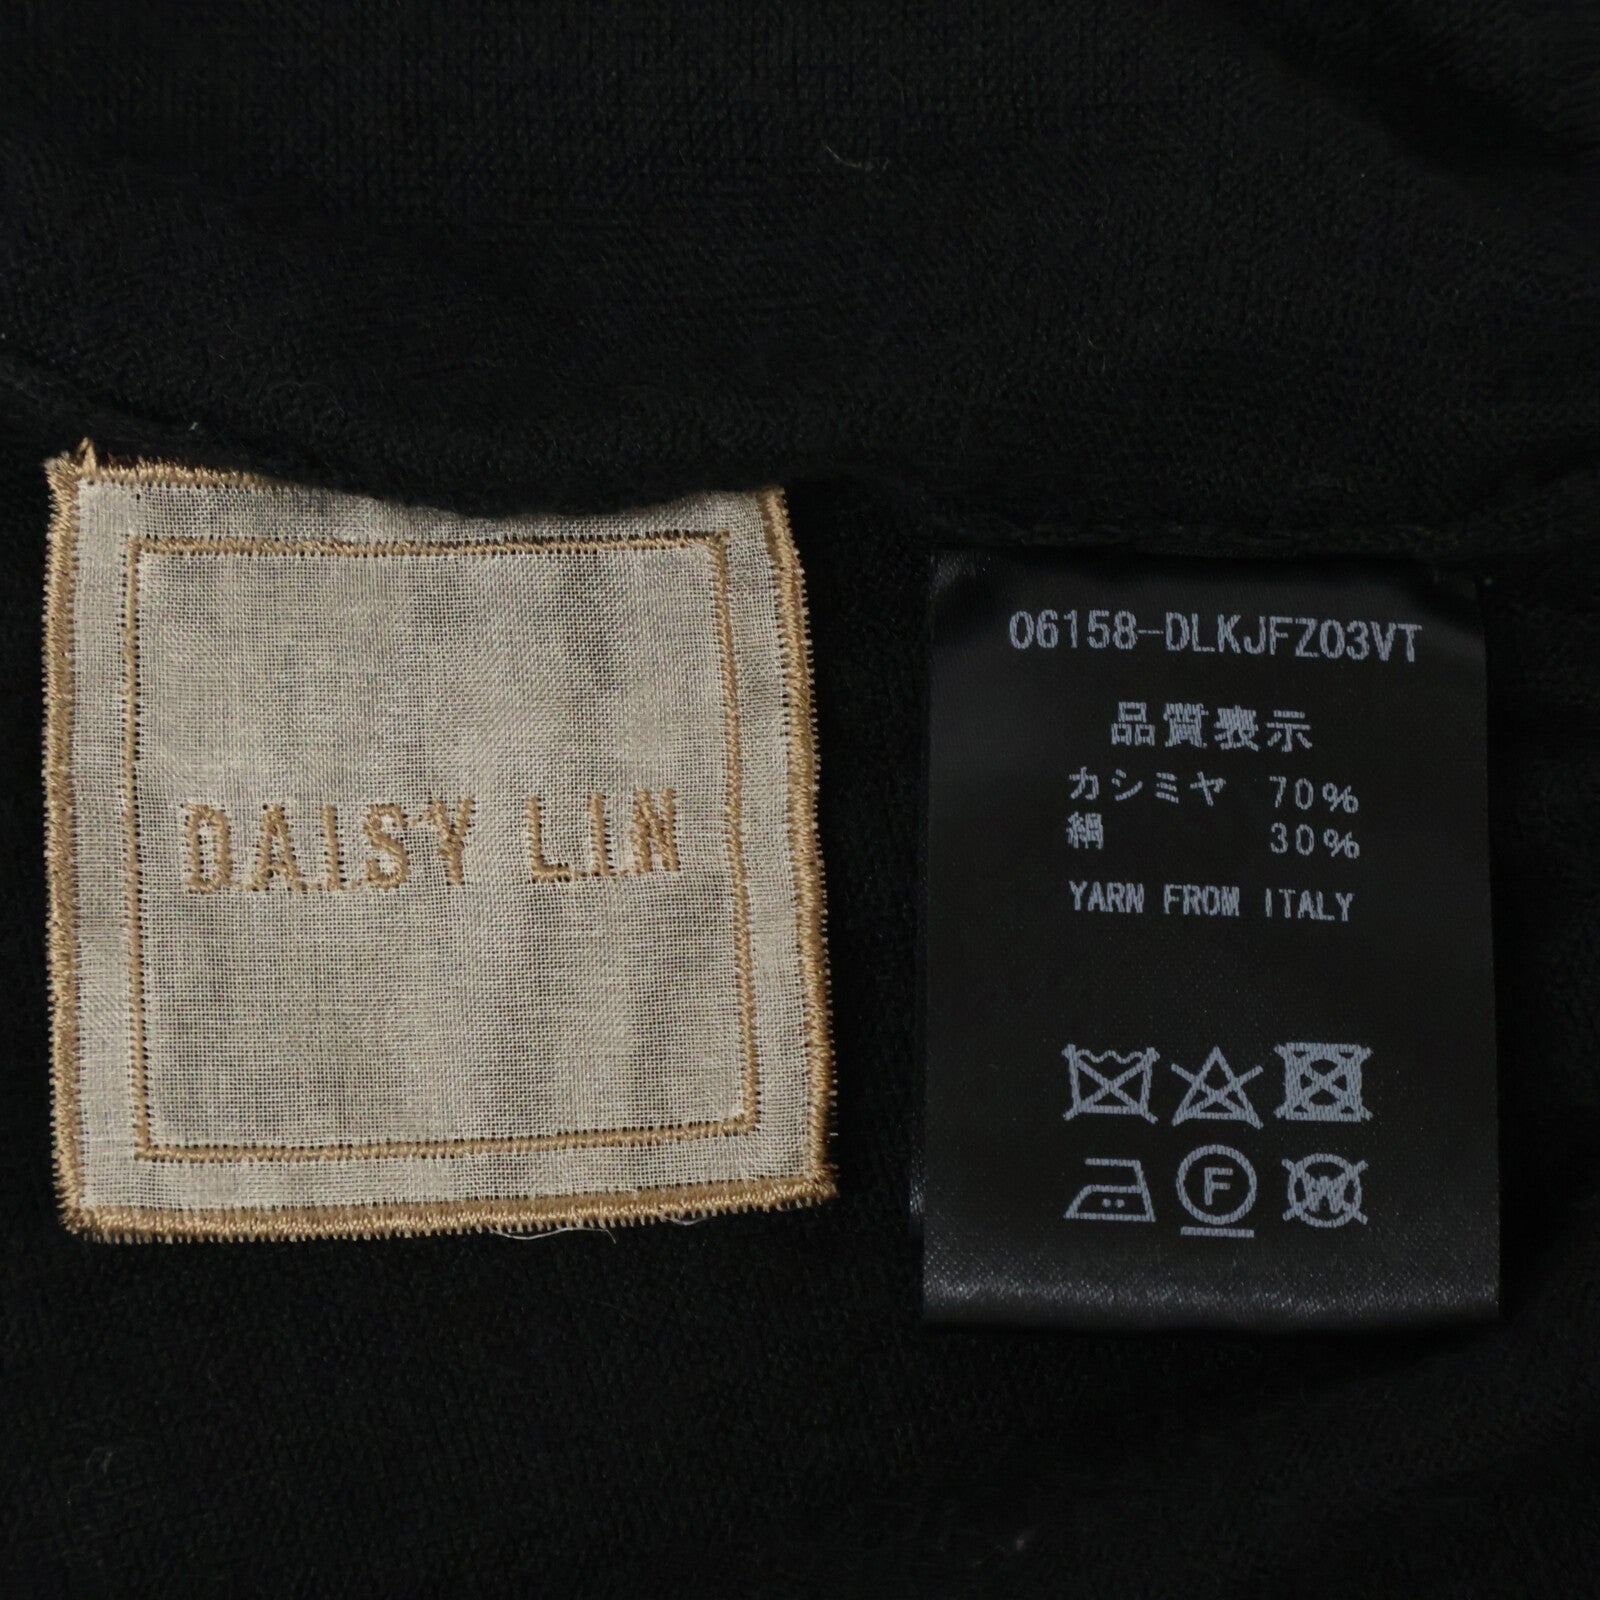 DAISY LIN
06158-DLKJFZ03VT
品質表示
カシミヤ 70%
絹 30%
YARN FROM ITALY
F
W